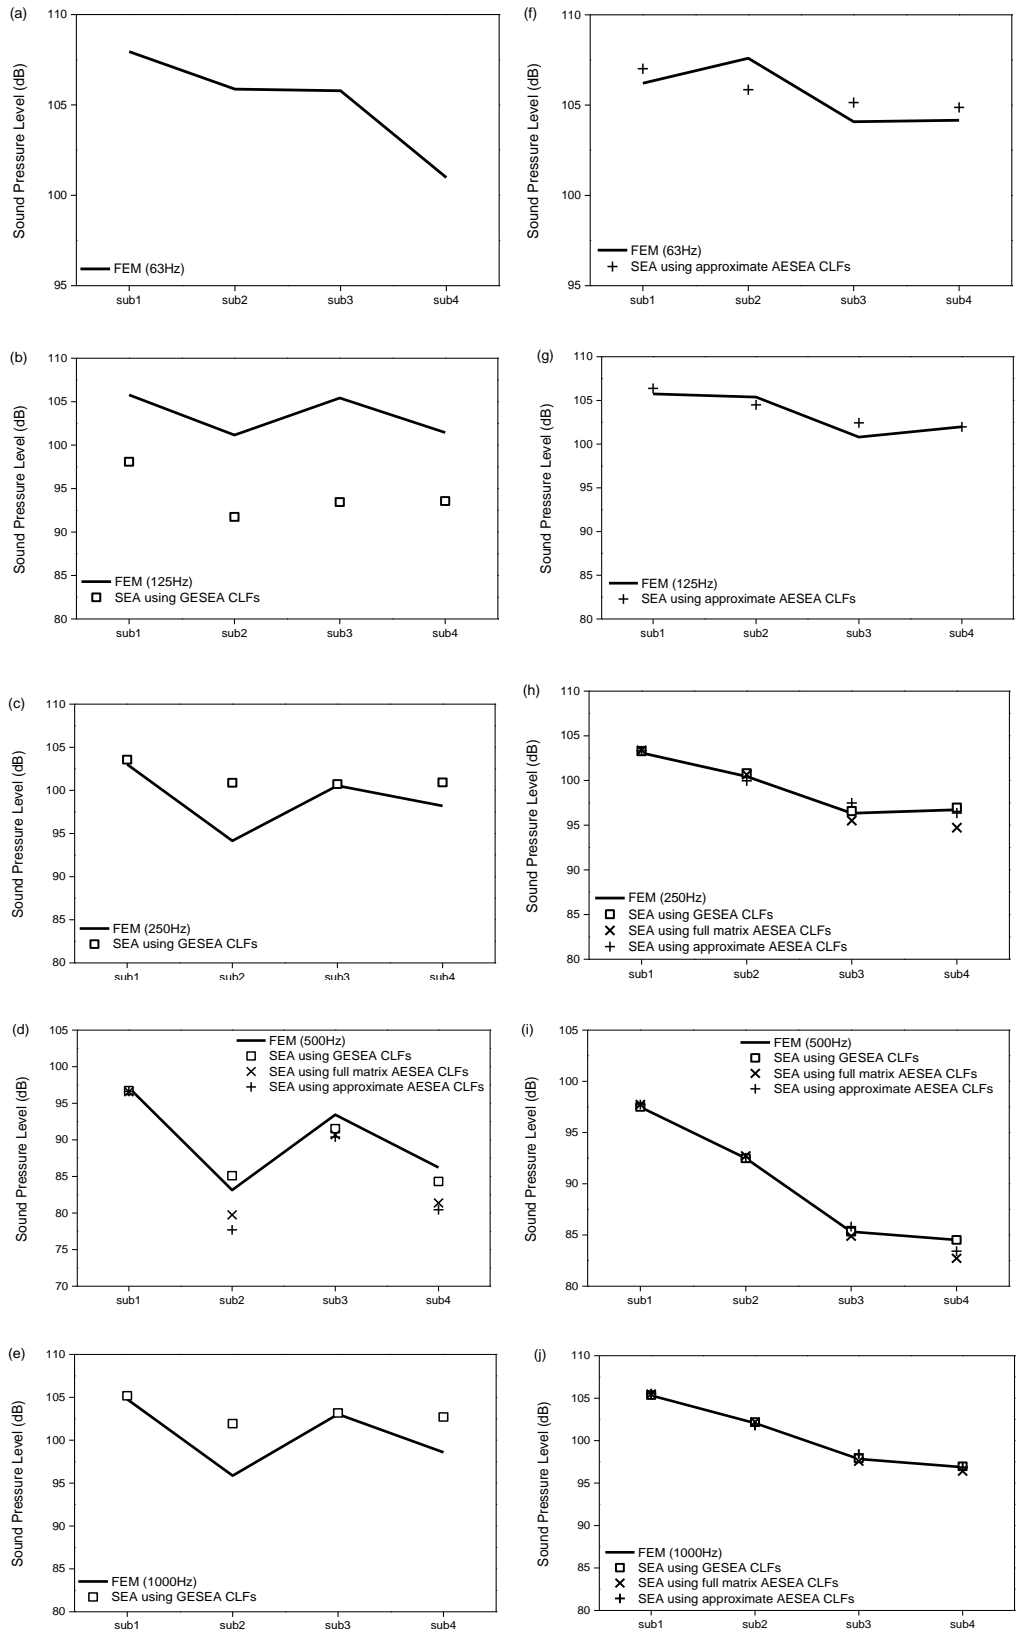 (a)
Sound Pressure Level (dB)
110
105
100
95
FEM (63Hz)
sub1 sub2 sub3 sub4
(f)
Sound Pressure Level (dB)
110
105
100
95
FEM (63Hz)
SEA using approximate AESEA CLFs
sub1 sub2 sub3 sub4
(b)
Sound Pressure Level (dB)
110
105
100
95
90
85
80
FEM (125Hz)
SEA using GESEA CLFs
sub1 sub2 sub3 sub4
(g)
Sound Pressure Level (dB)
110
105
100
95
90
85
80
FEM (125Hz)
SEA using approximate AESEA CLFs
sub1 sub2 sub3 sub4
(c)
Sound Pressure Level (dB)
110
105
100
95
90
85
80
FEM (250Hz)
SEA using GESEA CLFs
sub1 sub2 sub3 sub4
(h)
Sound Pressure Level (dB)
110
105
100
95
90
85
80
FEM (250Hz)
SEA using GESEA CLFs
SEA using full matrix AESEA CLFs
SEA using approximate AESEA CLFs
sub1 sub2 sub3 sub4
(d)
Sound Pressure Level (dB)
105
100
95
90
85
80
75
70
FEM (500Hz)
SEA using GESEA CLFs
SEA using full matrix AESEA CLFs
SEA using approximate AESEA CLFs
sub1 sub2 sub3 sub4
(i)
Sound Pressure Level (dB)
105
100
95
90
85
80
FEM (500Hz)
SEA using GESEA CLFs
SEA using full matrix AESEA CLFs
SEA using approximate AESEA CLFs
sub1 sub2 sub3 sub4
(e)
Sound Pressure Level (dB)
110
105
100
95
90
85
80
FEM (1000Hz)
SEA using GESEA CLFs
sub1 sub2 sub3 sub4
(j)
Sound Pressure Level (dB)
110
105
100
95
90
85
80
FEM (1000Hz)
SEA using GESEA CLFs
SEA using full matrix AESEA CLFs
SEA using approximate AESEA CLFs
sub1 sub2 sub3 sub4